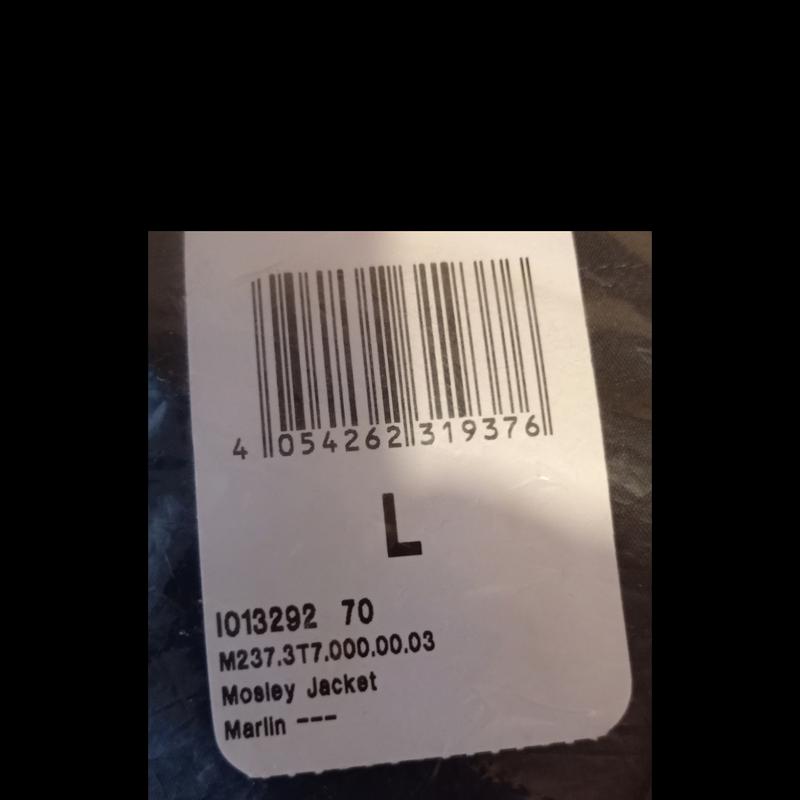 4 054262 319376
L
I013292 70
M237.3T7.000.00.03
Mosley Jacket
Marlin ---